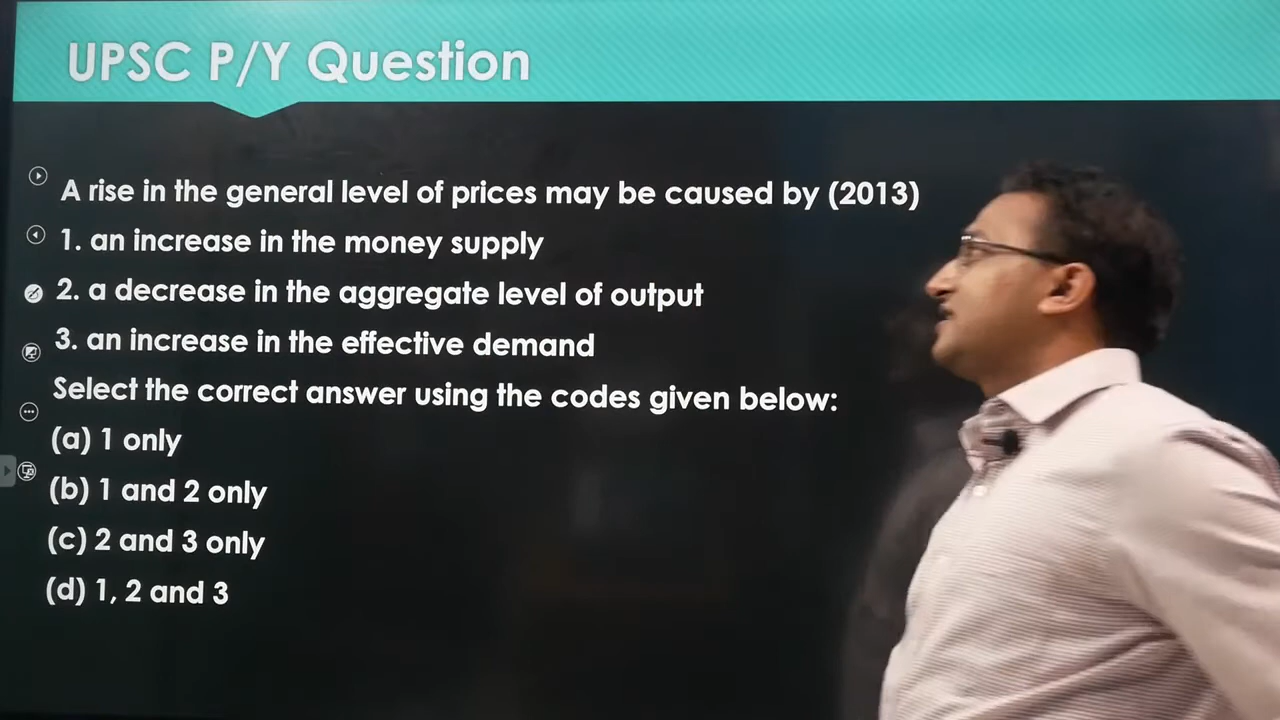 UPSC P/Y Question
A rise in the general level of prices may be caused by (2013)
1. an increase in the money supply
2. a decrease in the aggregate level of output
3. an increase in the effective demand
Select the correct answer using the codes given below:
(a) 1 only
(b) 1 and 2 only
(c) 2 and 3 only
(d) 1, 2 and 3